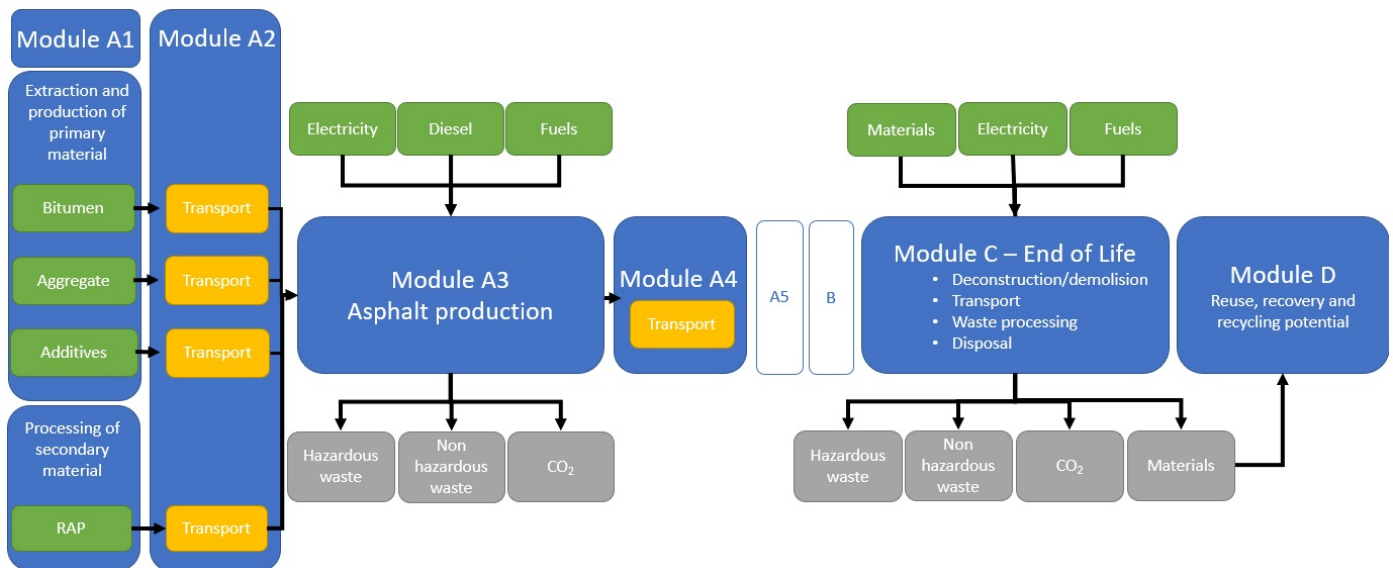 Module A1
Extraction and
production of
primary
material
Bitumen
Aggregate
Additives
Processing of
secondary
material
RAP
Module A2
Transport
Transport
Transport
Transport
Electricity
Diesel
Fuels
Module A3
Asphalt production
Hazardous
waste
Non
hazardous
waste
CO₂
Module A4
Transport
A5
B
Materials
Electricity
Fuels
Module C – End of Life
• Deconstruction/demolision
• Transport
• Waste processing
• Disposal
Hazardous
waste
Non
hazardous
waste
CO₂
Materials
Module D
Reuse, recovery and
recycling potential